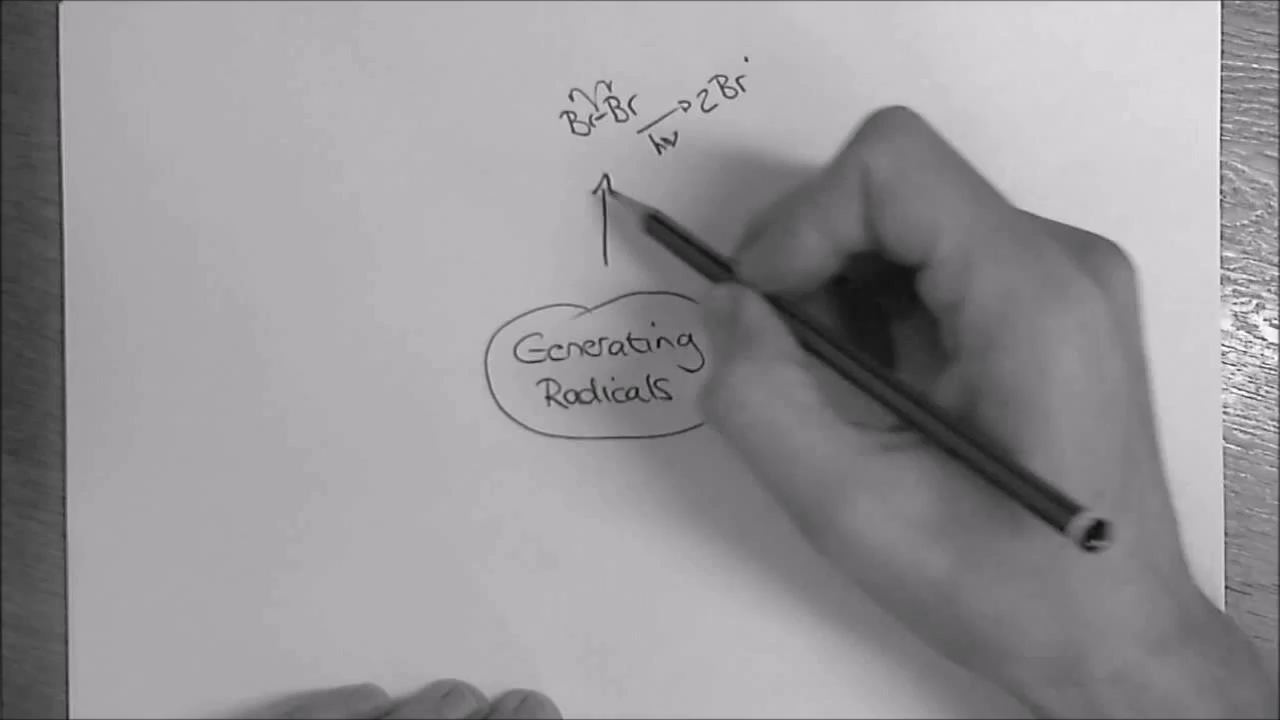 Br-Br → 2Br•
hν
Generating
Radicals